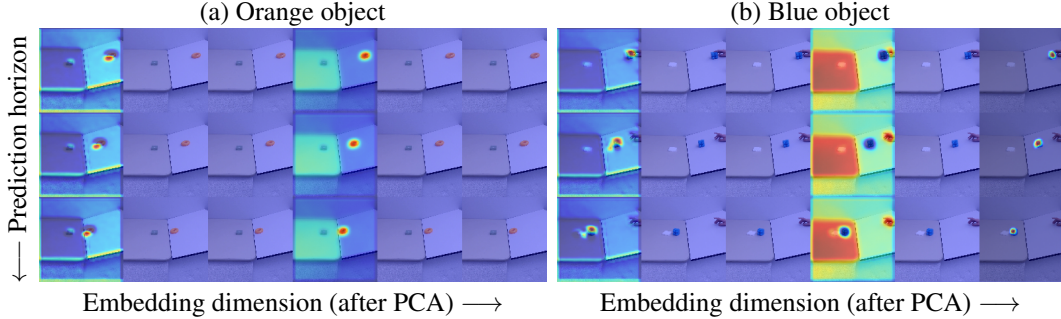 (a) Orange object
(b) Blue object
← Prediction horizon
Embedding dimension (after PCA) →
Embedding dimension (after PCA) →